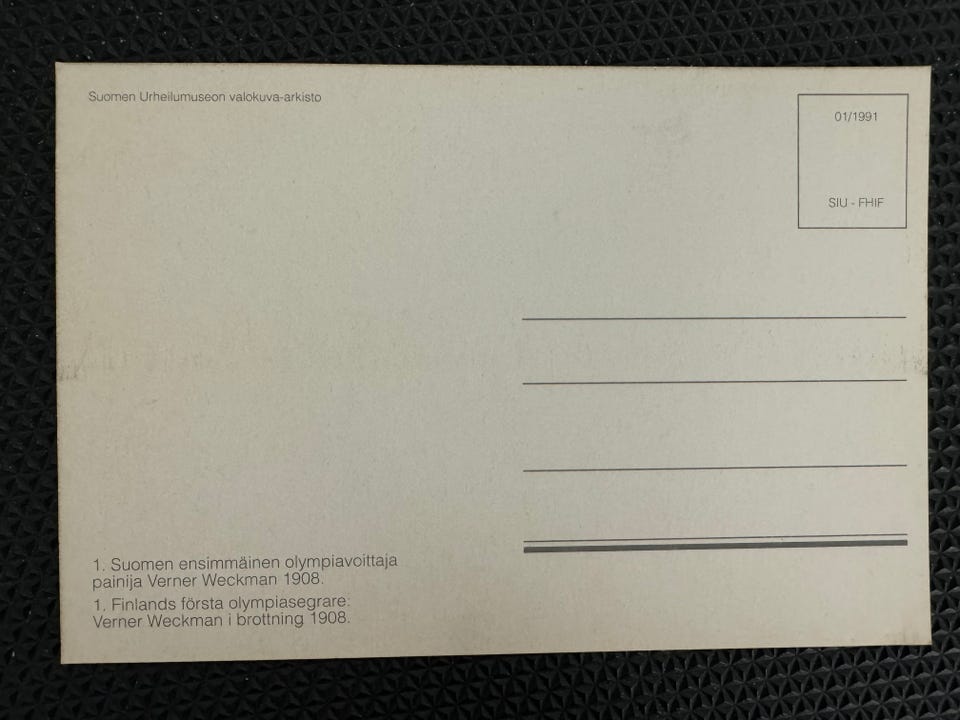 Suomen Urheilumuseon valokuva-arkisto
01/1991
SIU - FHIF
1. Suomen ensimmäinen olympiavoittaja
painija Verner Weckman 1908.
1. Finlands första olympiasegrare:
Verner Weckman i brottning 1908.